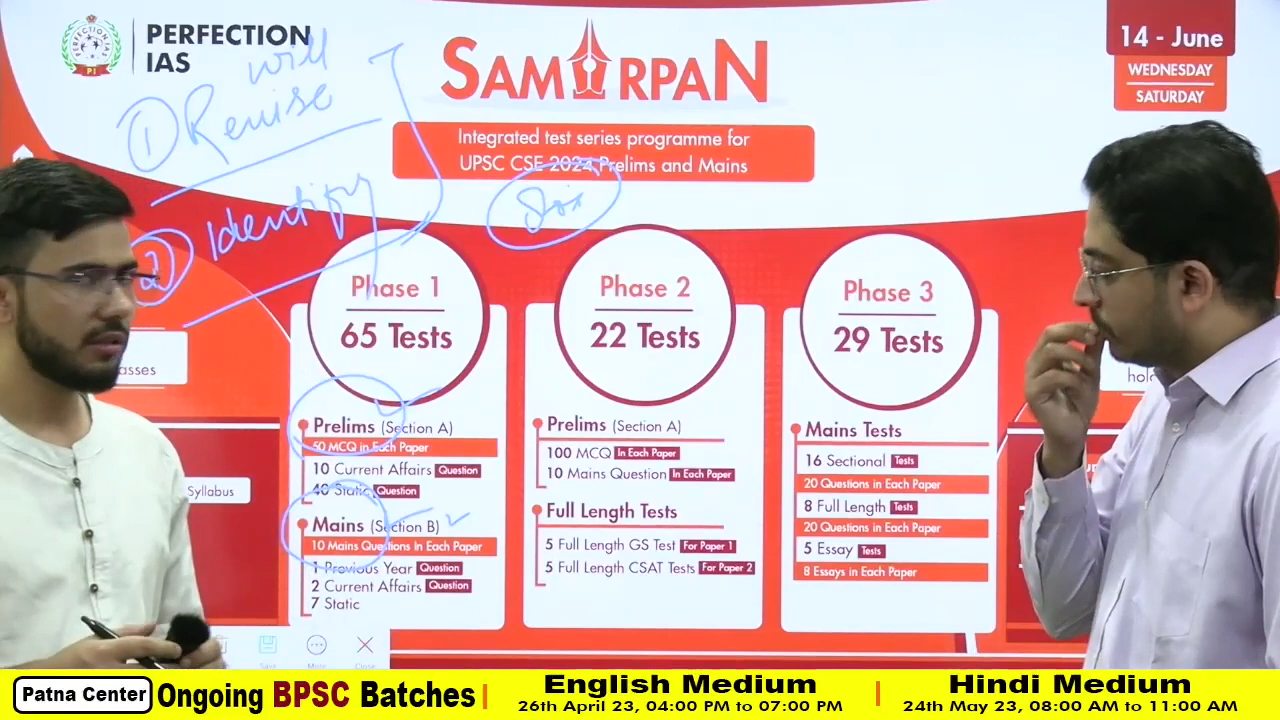 PERFECTION
IAS
PERFECTION IAS
P I
will
① Revise
② Identify
SAMARPAN
Integrated test series programme for
UPSC CSE 2024 Prelims and Mains
14 - June
WEDNESDAY
SATURDAY
Phase 1
65 Tests
Prelims (Section A)
50 MCQ in Each Paper
10 Current Affairs Question
40 Static Question
Mains (Section B)
10 Mains Questions In Each Paper
1 Previous Year Question
2 Current Affairs Question
7 Static
Phase 2
22 Tests
Prelims (Section A)
100 MCQ In Each Paper
10 Mains Question In Each Paper
Full Length Tests
5 Full Length GS Test For Paper 1
5 Full Length CSAT Tests For Paper 2
Phase 3
29 Tests
Mains Tests
16 Sectional Tests
20 Questions in Each Paper
8 Full Length Tests
20 Questions in Each Paper
5 Essay Tests
8 Essays in Each Paper
asses
Syllabus
hol
Save
More
Close
Patna Center Ongoing BPSC Batches
English Medium
26th April 23, 04:00 PM to 07:00 PM
Hindi Medium
24th May 23, 08:00 AM to 11:00 AM